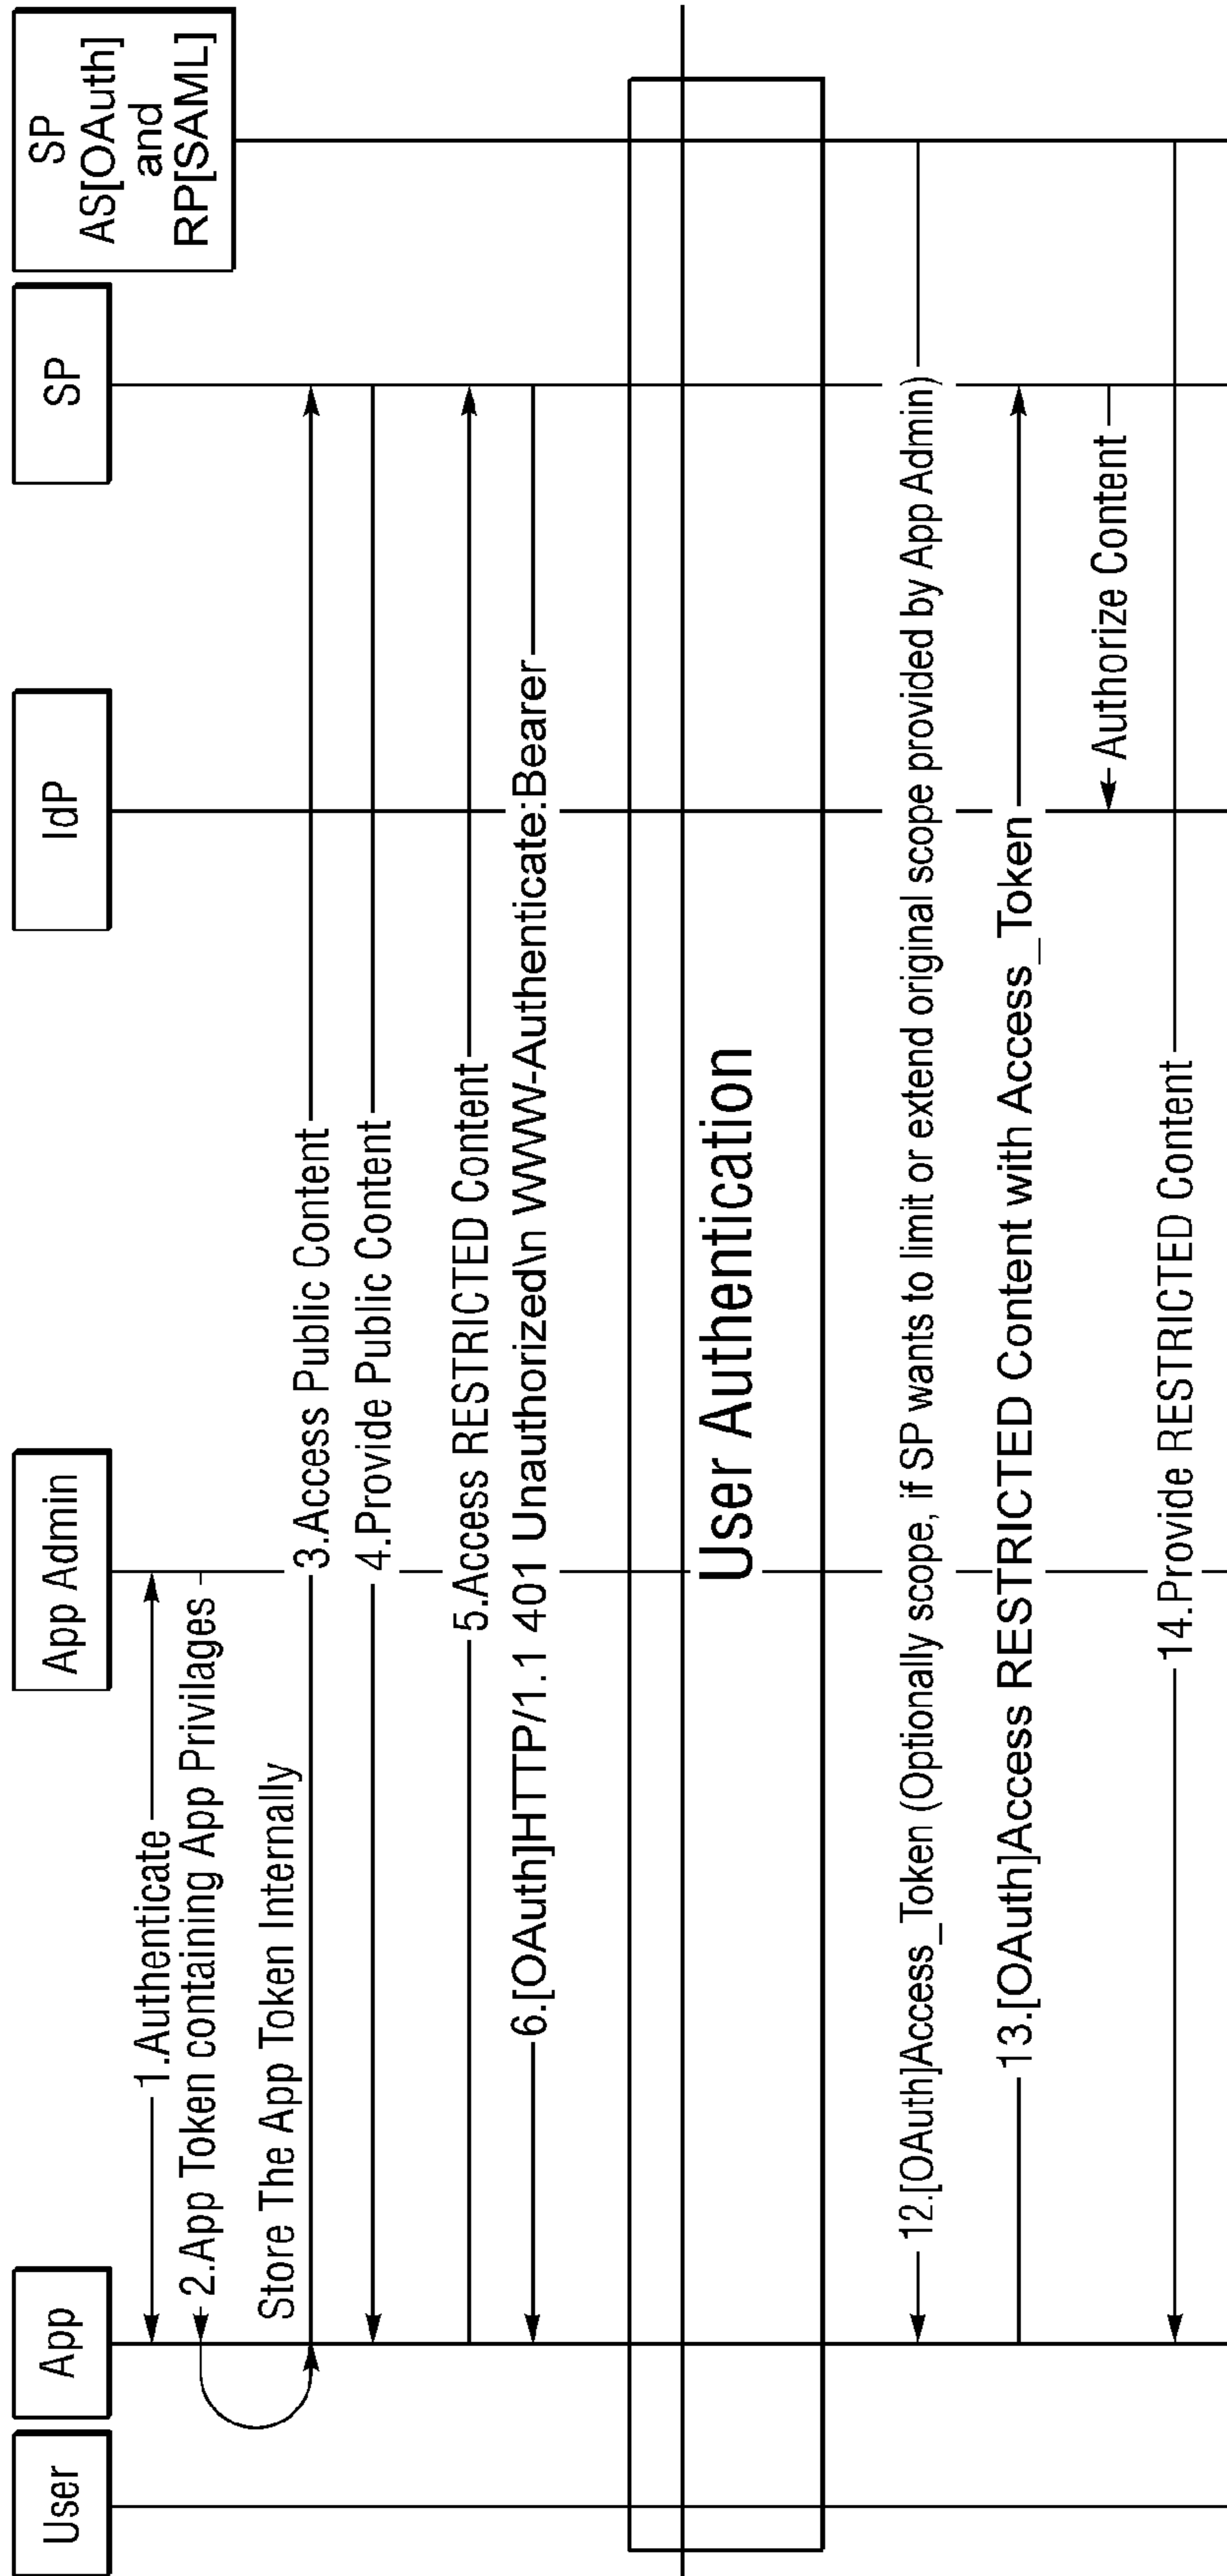 User
App
App Admin
IdP
SP
SP
AS[OAuth]
and
RP[SAML]
1.Authenticate
2.App Token containing App Privilages
Store The App Token Internally
3.Access Public Content
4.Provide Public Content
5.Access RESTRICTED Content
6.[OAuth]HTTP/1.1 401 Unauthorized\n WWW-Authenticate:Bearer
User Authentication
12.[OAuth]Access_Token (Optionally scope, if SP wants to limit or extend original scope provided by App Admin)
13.[OAuth]Access RESTRICTED Content with Access_Token
Authorize Content
14.Provide RESTRICTED Content